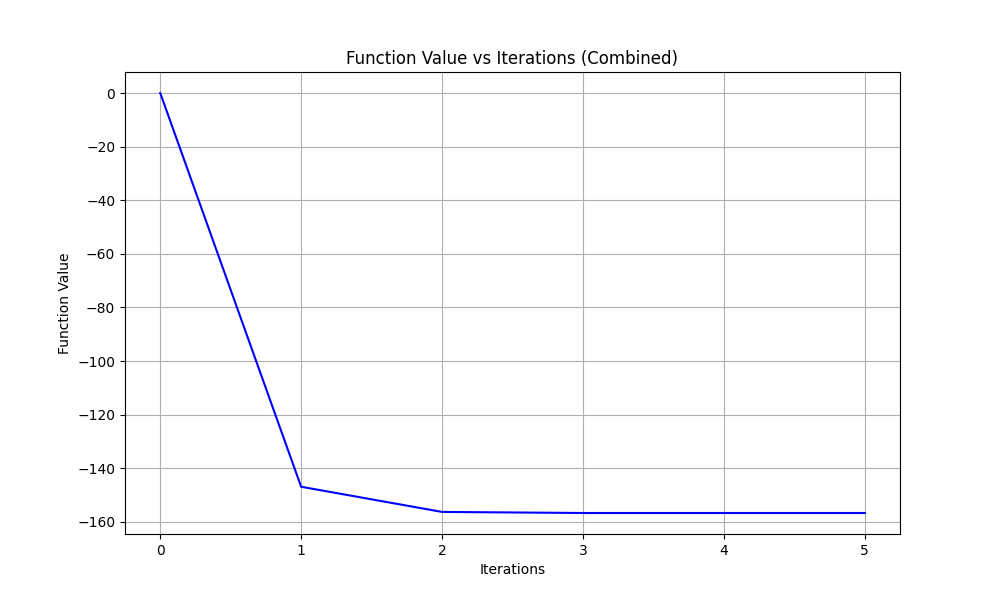 Function Value vs Iterations (Combined)
Function Value
0
−20
−40
−60
−80
−100
−120
−140
−160
0 1 2 3 4 5
Iterations